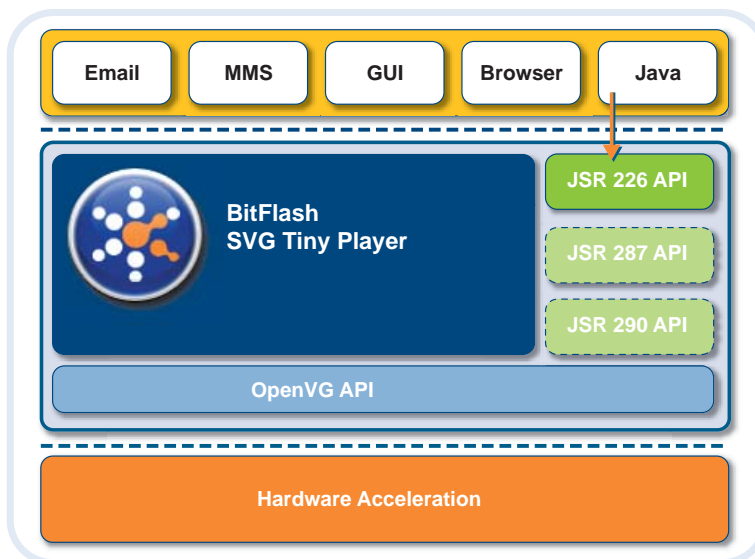 Email
MMS
GUI
Browser
Java
BitFlash
SVG Tiny Player
JSR 226 API
JSR 287 API
JSR 290 API
OpenVG API
Hardware Acceleration